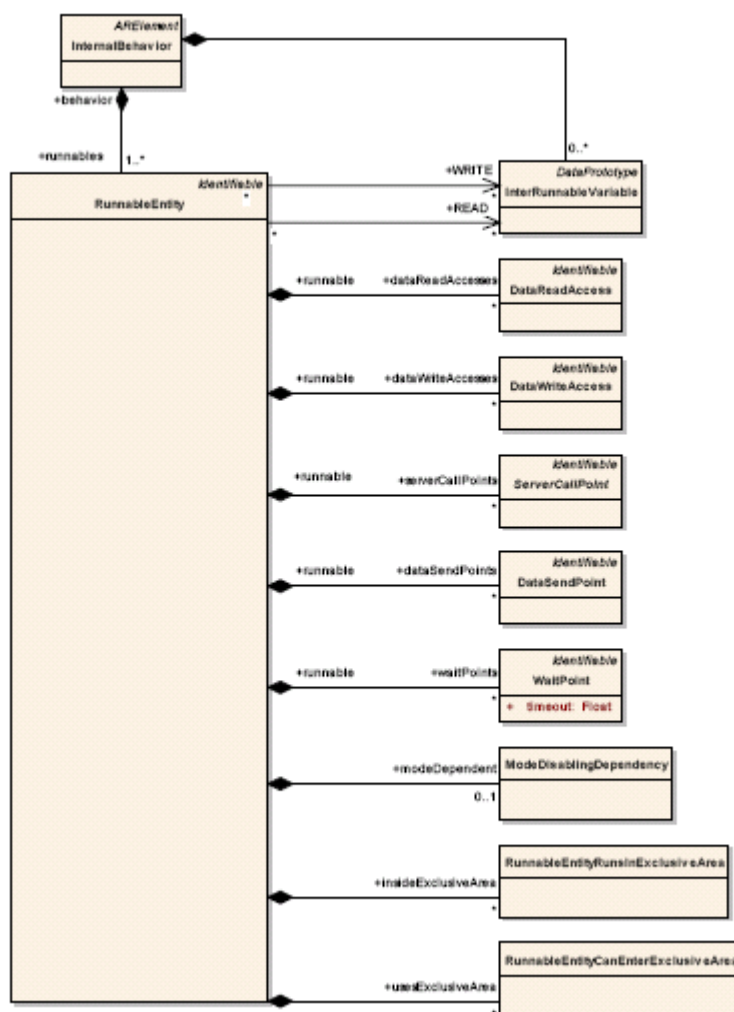 ARElement
InternalBehavior
+behavior
0..*
+runnables
1..*
Identifiable
*
RunnableEntity
+WRITE
*
DataPrototype
InterRunnableVariable
+READ
*
*
Identifiable
DataReadAccess
+runnable
+dataReadAccesses
*
Identifiable
DataWriteAccess
+runnable
+dataWriteAccesses
*
Identifiable
ServerCallPoint
+runnable
+serverCallPoints
*
Identifiable
DataSendPoint
+runnable
+dataSendPoints
*
Identifiable
WaitPoint
+runnable
+waitPoints
*
+ timeout: Float
ModeDisablingDependency
+modeDependent
0..1
RunnableEntityRunsInExclusiveArea
+insideExclusiveArea
*
RunnableEntityCanEnterExclusiveArea
+usesExclusiveArea
*